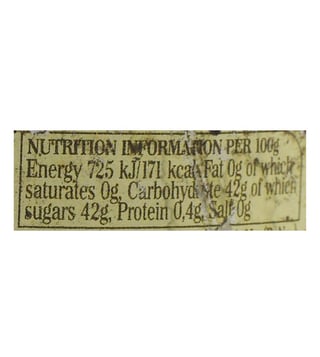 NUTRITION INFORMATION PER 100g
Energy 725 kJ/171 kcal Fat 0g of which
saturates 0g, Carbohydrate 42g of which
sugars 42g, Protein 0,4g, Salt 0g